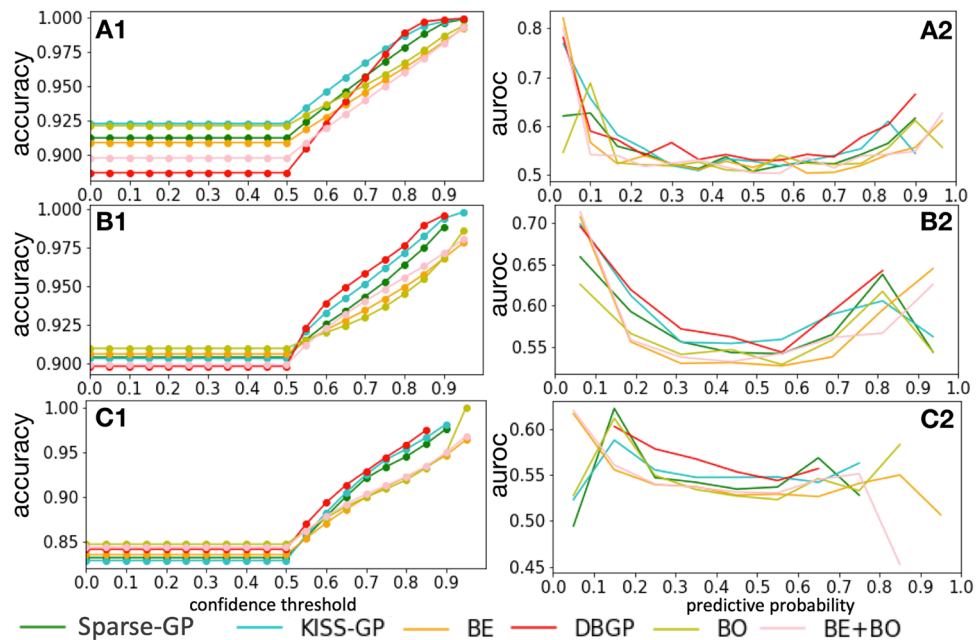 A1
accuracy
1.000
0.975
0.950
0.925
0.900
0.0 0.1 0.2 0.3 0.4 0.5 0.6 0.7 0.8 0.9
A2
auroc
0.8
0.7
0.6
0.5
0.0 0.1 0.2 0.3 0.4 0.5 0.6 0.7 0.8 0.9 1.0
B1
accuracy
1.000
0.975
0.950
0.925
0.900
0.0 0.1 0.2 0.3 0.4 0.5 0.6 0.7 0.8 0.9
B2
auroc
0.70
0.65
0.60
0.55
0.0 0.1 0.2 0.3 0.4 0.5 0.6 0.7 0.8 0.9 1.0
C1
accuracy
1.00
0.95
0.90
0.85
0.0 0.1 0.2 0.3 0.4 0.5 0.6 0.7 0.8 0.9
confidence threshold
C2
auroc
0.60
0.55
0.50
0.45
0.0 0.1 0.2 0.3 0.4 0.5 0.6 0.7 0.8 0.9 1.0
predictive probability
Sparse-GP KISS-GP BE DBGP BO BE+BO